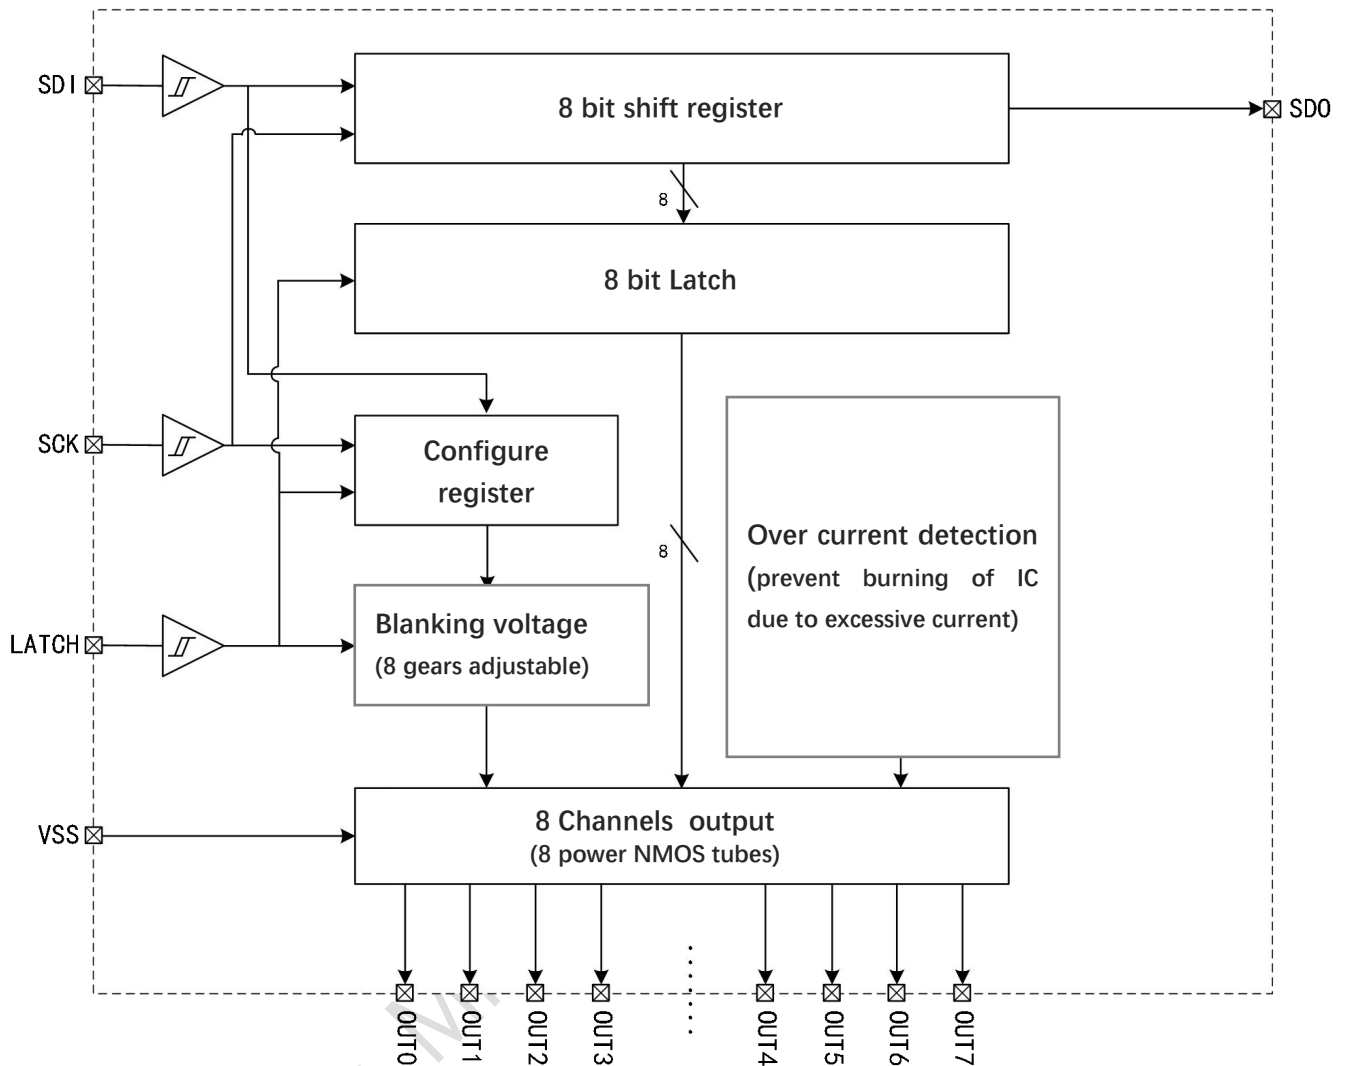 SDI
8 bit shift register
SDO
8
8 bit Latch
SCK
Configure
register
8
Over current detection
(prevent burning of IC
due to excessive current)
LATCH
Blanking voltage
(8 gears adjustable)
VSS
8 Channels output
(8 power NMOS tubes)
OUT0
OUT1
OUT2
OUT3
OUT4
OUT5
OUT6
OUT7